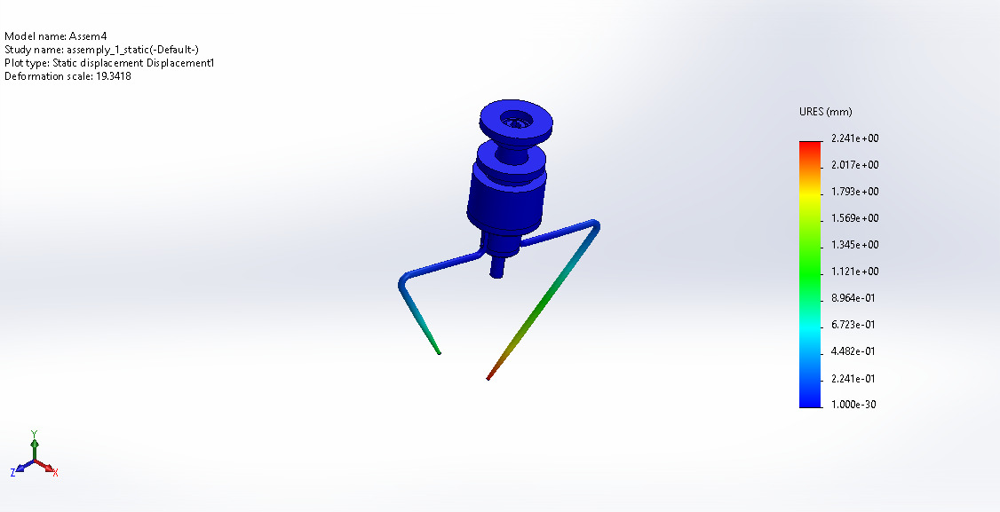 Model name: Assem4
Study name: assemply_1_static(-Default-)
Plot type: Static displacement Displacement1
Deformation scale: 19.3418
URES (mm)
2.241e+00
2.017e+00
1.793e+00
1.569e+00
1.345e+00
1.121e+00
8.964e-01
6.723e-01
4.482e-01
2.241e-01
1.000e-30
Y
Z
X